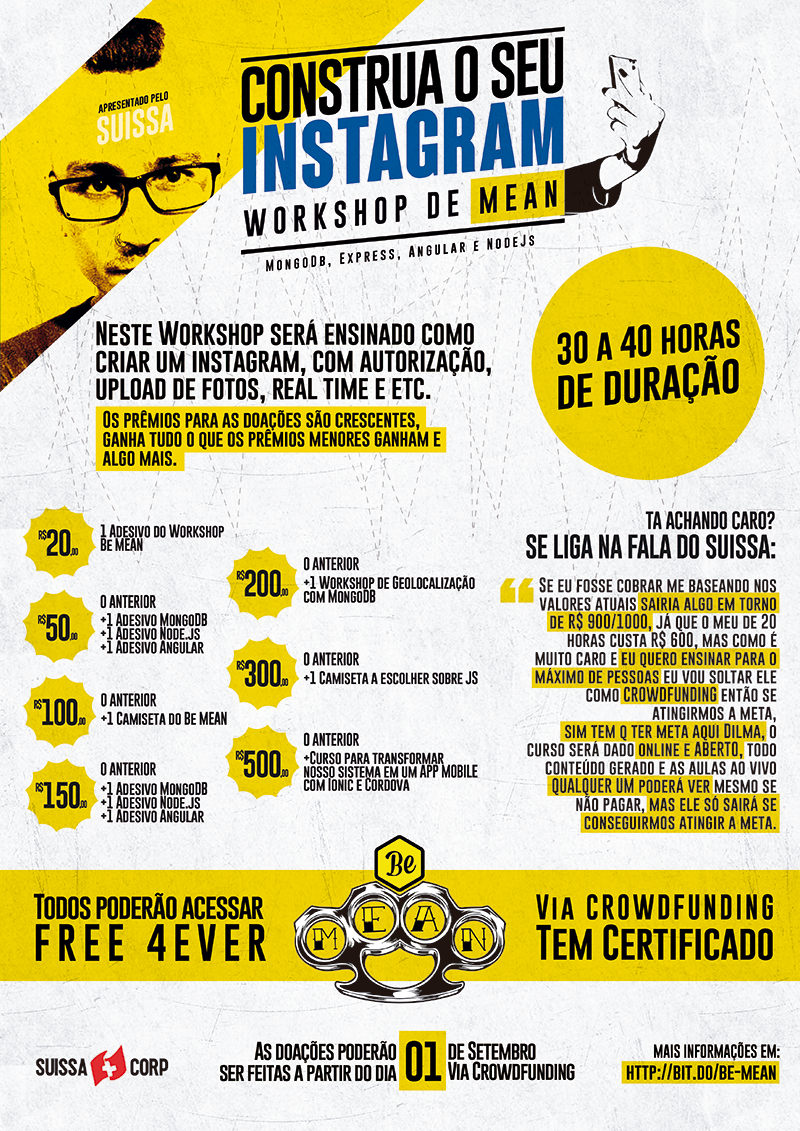 APRESENTADO PELO
SUISSA
CONSTRUA O SEU
INSTAGRAM
WORKSHOP DE MEAN
MONGODB, EXPRESS, ANGULAR E NODEJS
NESTE WORKSHOP SERÁ ENSINADO COMO
CRIAR UM INSTAGRAM, COM AUTORIZAÇÃO,
UPLOAD DE FOTOS, REAL TIME E ETC.
OS PRÊMIOS PARA AS DOAÇÕES SÃO CRESCENTES,
GANHA TUDO O QUE OS PRÊMIOS MENORES GANHAM E
ALGO MAIS.
30 A 40 HORAS
DE DURAÇÃO
R$20,00
1 ADESIVO DO WORKSHOP
BE MEAN
R$50,00
O ANTERIOR
+1 ADESIVO MONGODB
+1 ADESIVO NODE.JS
+1 ADESIVO ANGULAR
R$100,00
O ANTERIOR
+1 CAMISA DO BE MEAN
R$150,00
O ANTERIOR
+1 ADESIVO MONGODB
+1 ADESIVO NODE.JS
+1 ADESIVO ANGULAR
R$200,00
O ANTERIOR
+1 WORKSHOP DE GEOLOCALIZAÇÃO
COM MONGODB
R$300,00
O ANTERIOR
+1 CAMISETA A ESCOLHER SOBRE JS
R$500,00
O ANTERIOR
+CURSO PARA TRANSFORMAR
NOSSO SISTEMA EM UM APP MOBILE
COM IONIC E CORDOVA
TA ACHANDO CARO?
SE LIGA NA FALA DO SUISSA:
“ SE EU FOSSE COBRAR ME BASEANDO NOS
VALORES ATUAIS SAIRIA ALGO EM TORNO
DE R$ 900/1000, JÁ QUE O MEU DE 20
HORAS CUSTA R$ 600, MAS COMO É
MUITO CARO E EU QUERO ENSINAR PARA O
MÁXIMO DE PESSOAS EU VOU SOLTAR ELE
COMO CROWDFUNDING ENTÃO SE
ATINGIRMOS A META,
SIM TEM Q TER META AQUI DILMA, O
CURSO SERÁ DADO ONLINE E ABERTO, TODO
CONTEÚDO GERADO E AS AULAS AO VIVO
QUALQUER UM PODERÁ VER MESMO SE
NÃO PAGAR, MAS ELE SÓ SAIRÁ SE
CONSEGUIRMOS ATINGIR A META.
TODOS PODERÃO ACESSAR
FREE 4EVER
Be
MEAN
VIA CROWDFUNDING
TEM CERTIFICADO
SUISSA CORP
AS DOAÇÕES PODERÃO
SER FEITAS A PARTIR DO DIA
01
DE SETEMBRO
VIA CROWDFUNDING
MAIS INFORMAÇÕES EM:
HTTP://BIT.DO/BE-MEAN